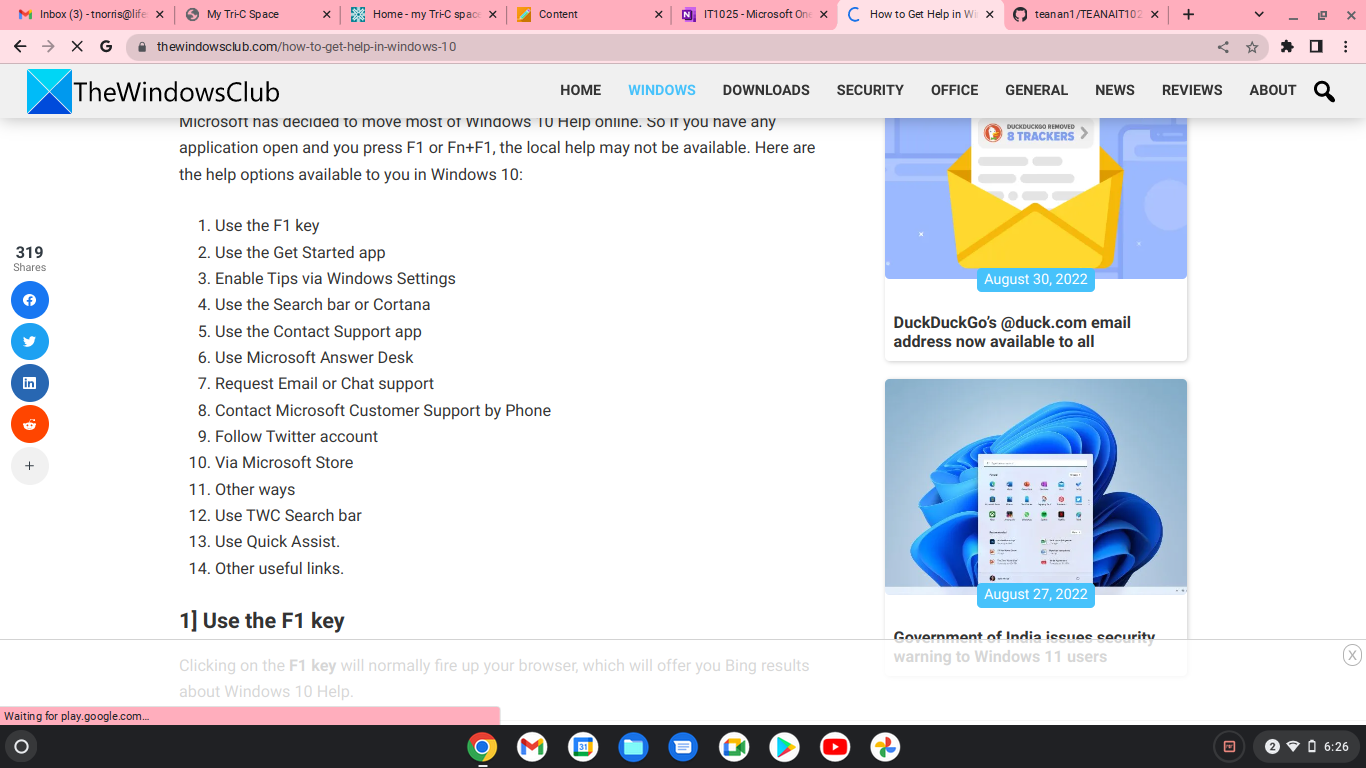 Inbox (3) - tnorris@life
My Tri-C Space
Home - my Tri-C space
Content
IT1025 - Microsoft On
How to Get Help in Wi
teanan1/TEANAIT102
thewindowsclub.com/how-to-get-help-in-windows-10
TheWindowsClub
HOME WINDOWS DOWNLOADS SECURITY OFFICE GENERAL NEWS REVIEWS ABOUT
Microsoft has decided to move most of Windows 10 Help online. So if you have any
application open and you press F1 or Fn+F1, the local help may not be available. Here are
the help options available to you in Windows 10:
1. Use the F1 key
2. Use the Get Started app
3. Enable Tips via Windows Settings
4. Use the Search bar or Cortana
5. Use the Contact Support app
6. Use Microsoft Answer Desk
7. Request Email or Chat support
8. Contact Microsoft Customer Support by Phone
9. Follow Twitter account
10. Via Microsoft Store
11. Other ways
12. Use TWC Search bar
13. Use Quick Assist.
14. Other useful links.
1] Use the F1 key
Clicking on the F1 key will normally fire up your browser, which will offer you Bing results
about Windows 10 Help.
319
Shares
DUCKDUCKGO REMOVED
8 TRACKERS
August 30, 2022
DuckDuckGo’s @duck.com email
address now available to all
August 27, 2022
Government of India issues security
warning to Windows 11 users
X
Waiting for play.google.com...
31
2
6:26